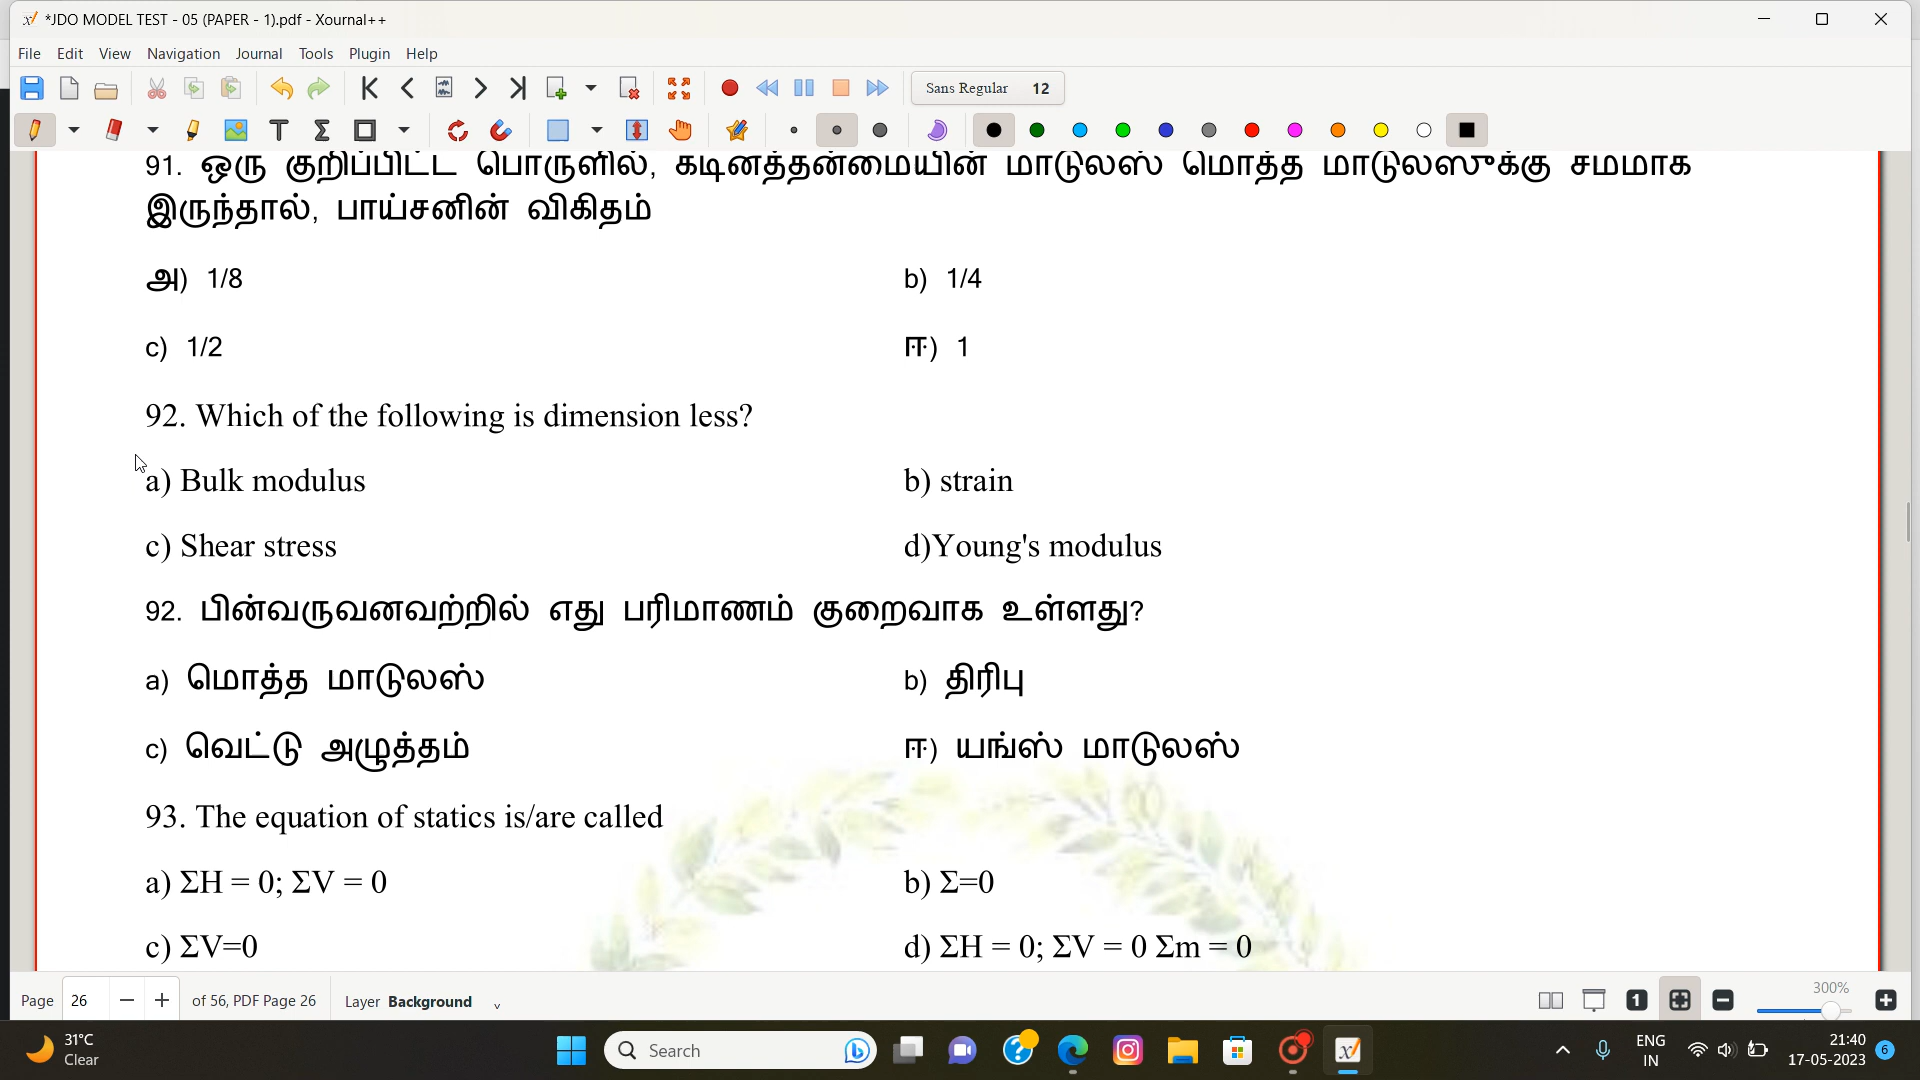 *JDO MODEL TEST - 05 (PAPER - 1).pdf - Xournal++
File Edit View Navigation Journal Tools Plugin Help
Sans Regular 12
91. ஒரு குறிப்பிட்ட பொருளில், கடினத்தன்மையின் மாடுலஸ் மொத்த மாடுலஸுக்கு சமமாக
இருந்தால், பாய்சனின் விகிதம்
அ) 1/8 b) 1/4
c) 1/2 ஈ) 1
92. Which of the following is dimension less?
a) Bulk modulus b) strain
c) Shear stress d)Young's modulus
92. பின்வருவனவற்றில் எது பரிமாணம் குறைவாக உள்ளது?
a) மொத்த மாடுலஸ் b) திரிபு
c) வெட்டு அழுத்தம் ஈ) யங்ஸ் மாடுலஸ்
93. The equation of statics is/are called
a) ΣH = 0; ΣV = 0 b) Σ=0
c) ΣV=0 d) ΣH = 0; ΣV = 0 Σm = 0
Page 26 of 56, PDF Page 26 Layer Background 300%
31°C
Clear
Search
ENG
IN
21:40
17-05-2023
6